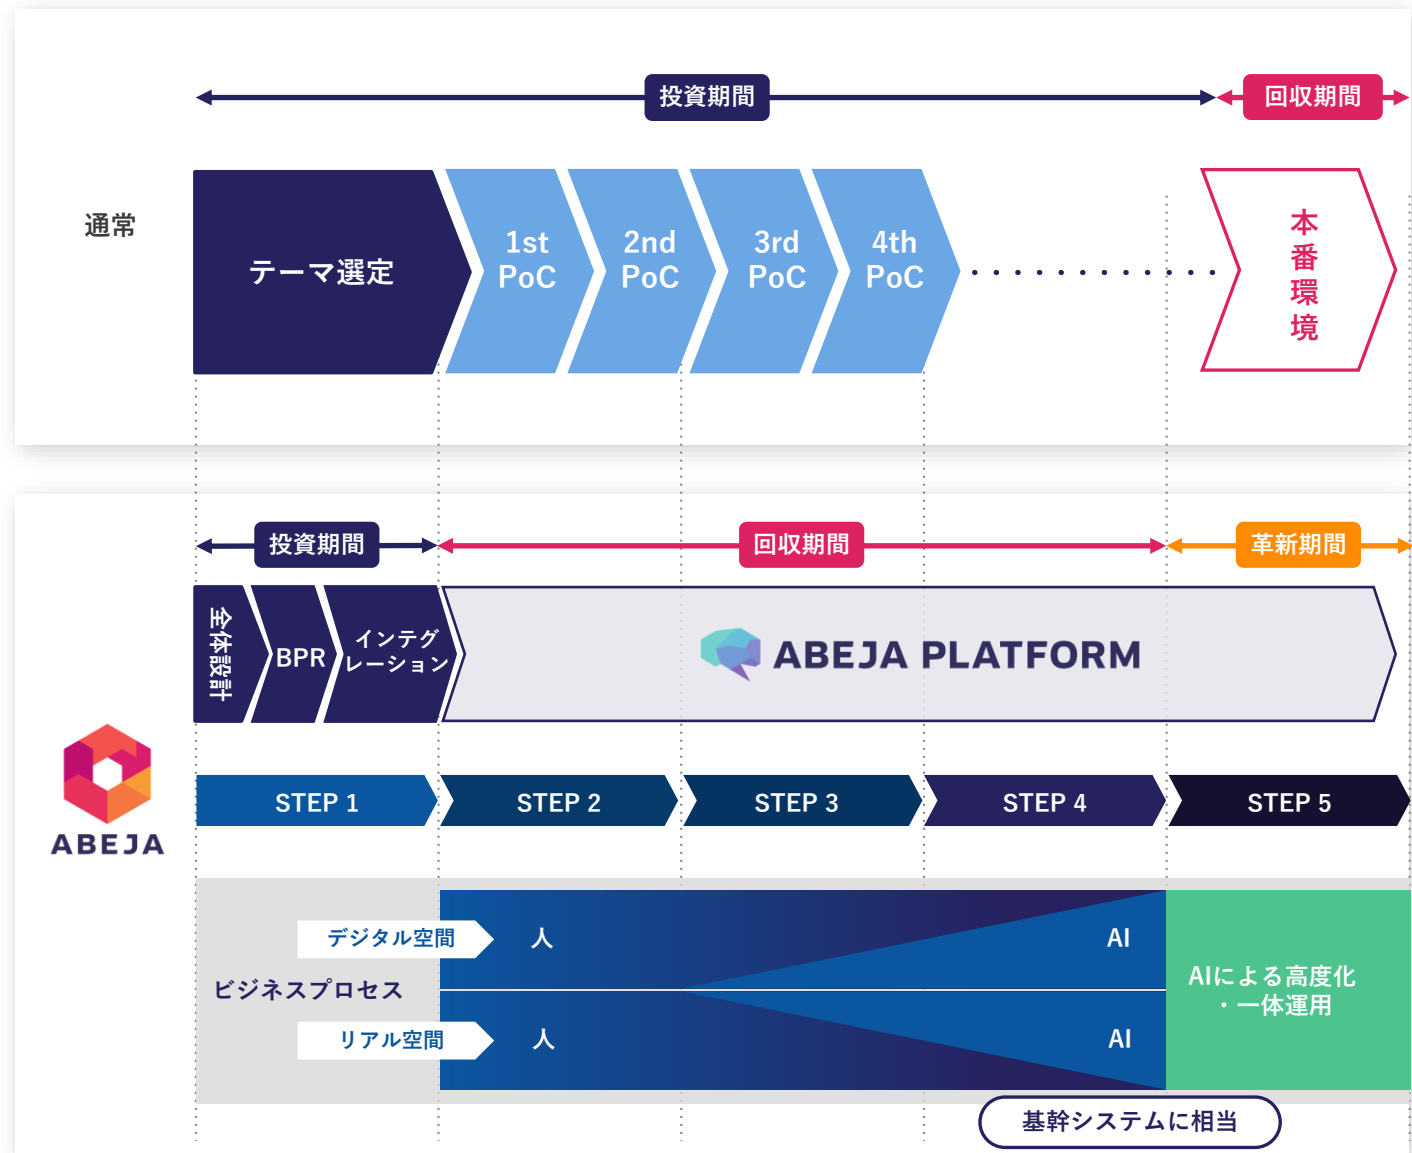 投資期間
回収期間
通常
テーマ選定
1st
PoC
2nd
PoC
3rd
PoC
4th
PoC
本番環境
投資期間
回収期間
革新期間
全体設計
BPR
インテグ
レーション
ABEJA PLATFORM
ABEJA
STEP 1
STEP 2
STEP 3
STEP 4
STEP 5
デジタル空間
人
AI
ビジネスプロセス
AIによる高度化
・一体運用
リアル空間
人
AI
基幹システムに相当